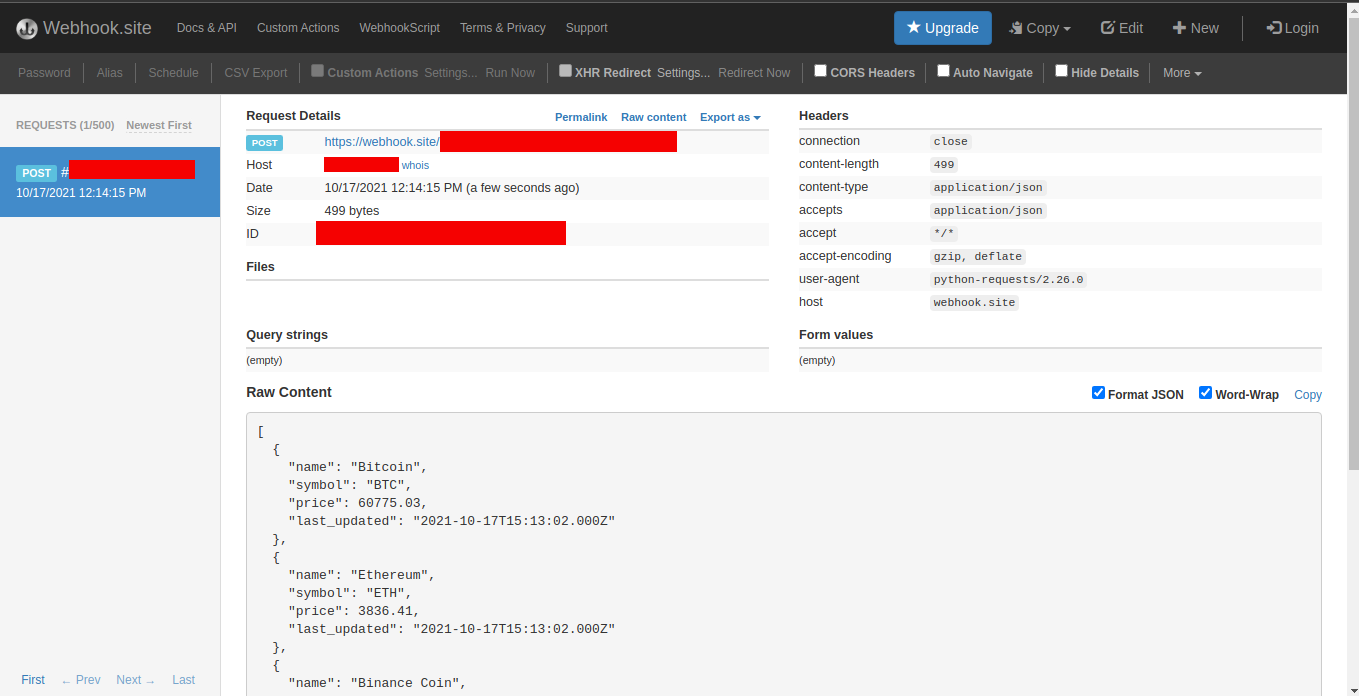 Webhook.site Docs & API Custom Actions WebhookScript Terms & Privacy Support Upgrade Copy Edit New Login
Password Alias Schedule CSV Export Custom Actions Settings... Run Now XHR Redirect Settings... Redirect Now CORS Headers Auto Navigate Hide Details More
REQUESTS (1/500) Newest First
POST #
10/17/2021 12:14:15 PM
First ← Prev Next → Last
Request Details Permalink Raw content Export as
POST https://webhook.site/
Host whois
Date 10/17/2021 12:14:15 PM (a few seconds ago)
Size 499 bytes
ID
Files
Headers
connection close
content-length 499
content-type application/json
accepts application/json
accept */*
accept-encoding gzip, deflate
user-agent python-requests/2.26.0
host webhook.site
Query strings
(empty)
Form values
(empty)
Raw Content Format JSON Word-Wrap Copy
[
{
"name": "Bitcoin",
"symbol": "BTC",
"price": 60775.03,
"last_updated": "2021-10-17T15:13:02.000Z"
},
{
"name": "Ethereum",
"symbol": "ETH",
"price": 3836.41,
"last_updated": "2021-10-17T15:13:02.000Z"
},
{
"name": "Binance Coin",